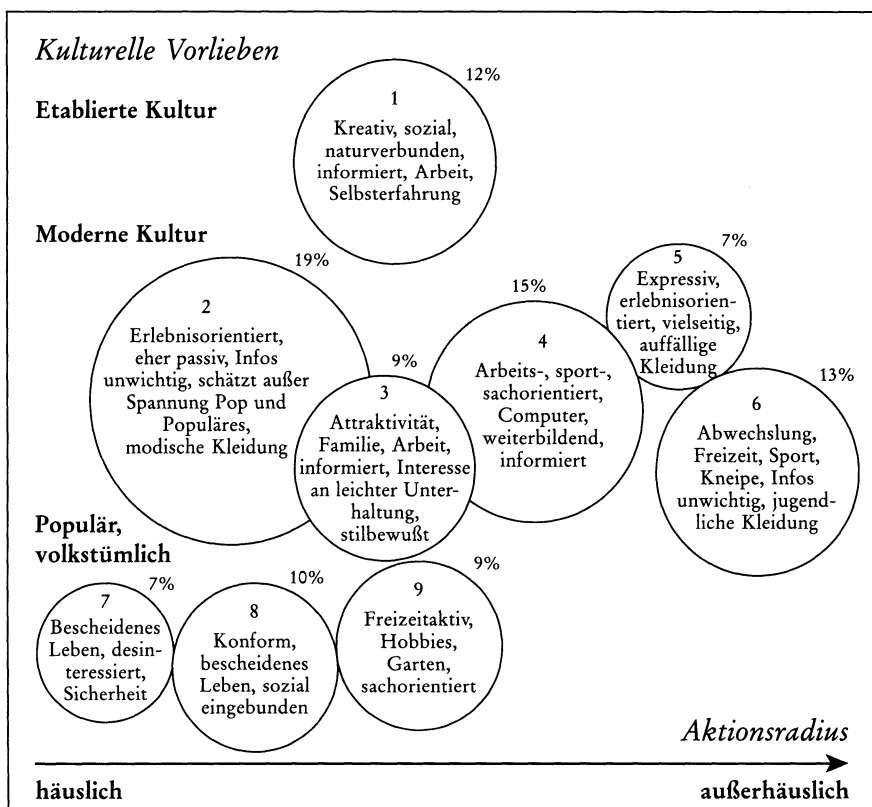 Kulturelle Vorlieben
Etablierte Kultur
12%
1
Kreativ, sozial,
naturverbunden,
informiert, Arbeit,
Selbsterfahrung
Moderne Kultur
19%
2
Erlebnisorientiert,
eher passiv, Infos
unwichtig, schätzt außer
Spannung Pop und
Populäres,
modische Kleidung
9%
3
Attraktivität,
Familie, Arbeit,
informiert, Interesse
an leichter Unter-
haltung,
stilbewußt
15%
4
Arbeits-, sport-,
sachorientiert,
Computer,
weiterbildend,
informiert
7%
5
Expressiv,
erlebnisorien-
tiert, vielseitig,
auffällige
Kleidung
13%
6
Abwechslung,
Freizeit, Sport,
Kneipe, Infos
unwichtig, jugend-
liche Kleidung
Populär,
volkstümlich
7%
7
Bescheidenes
Leben, desin-
teressiert,
Sicherheit
10%
8
Konform,
bescheidenes
Leben, sozial
eingebunden
9%
9
Freizeitaktiv,
Hobbies,
Garten,
sachorientiert
Aktionsradius
häuslich
außerhäuslich